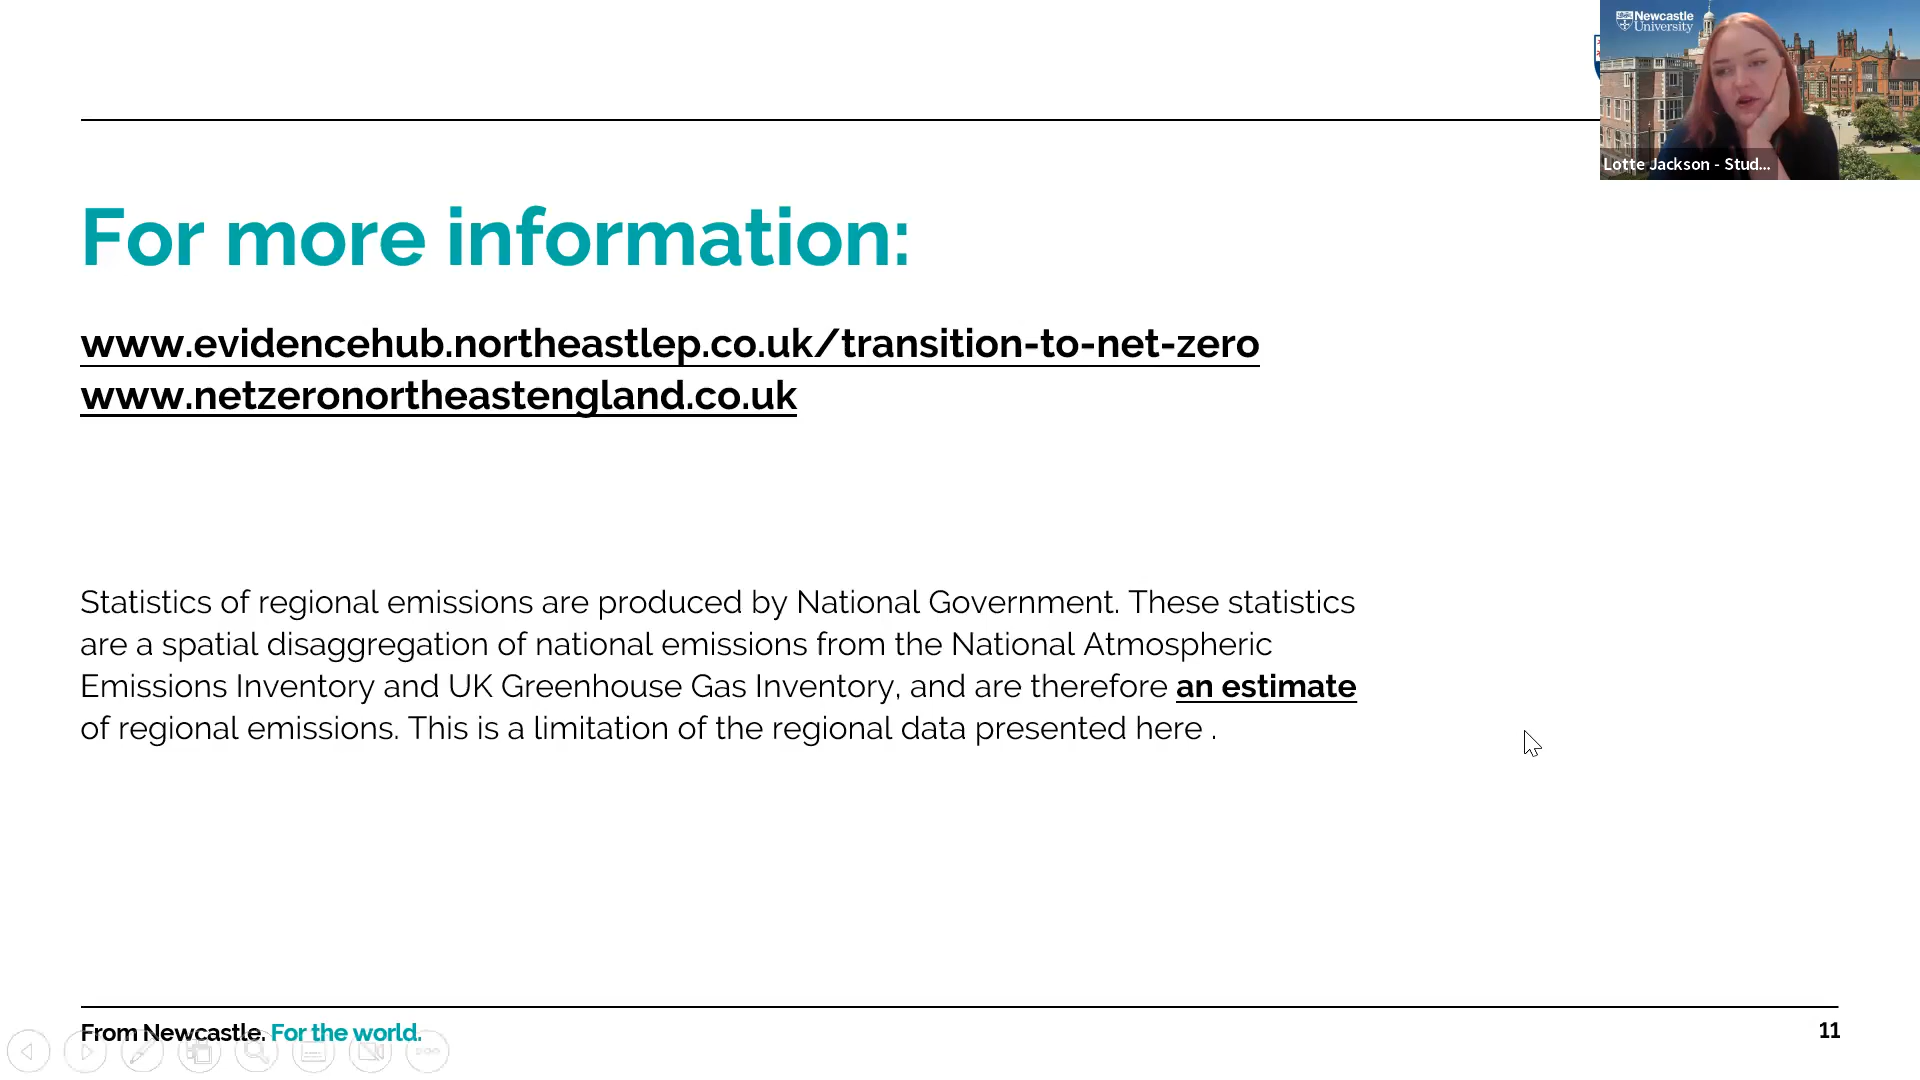 Newcastle
University
Lotte Jackson - Stud...
For more information:
www.evidencehub.northeastlep.co.uk/transition-to-net-zero
www.netzeronortheastengland.co.uk
Statistics of regional emissions are produced by National Government. These statistics
are a spatial disaggregation of national emissions from the National Atmospheric
Emissions Inventory and UK Greenhouse Gas Inventory, and are therefore an estimate
of regional emissions. This is a limitation of the regional data presented here .
From Newcastle. For the world.
11